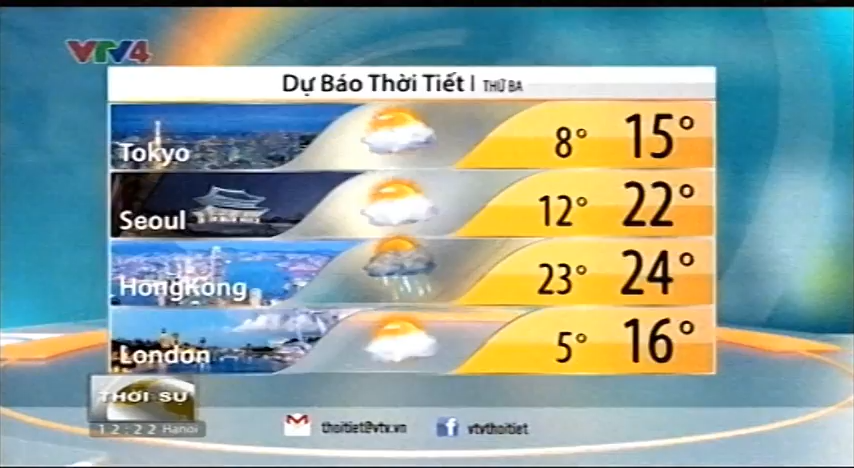 VTV4
Dự Báo Thời Tiết | THỨ BA
Tokyo 8° 15°
Seoul 12° 22°
HongKong 23° 24°
London 5° 16°
THỜI SỰ
12:22 Hanoi
thoitiet@vtv.vn vtvthoitiet